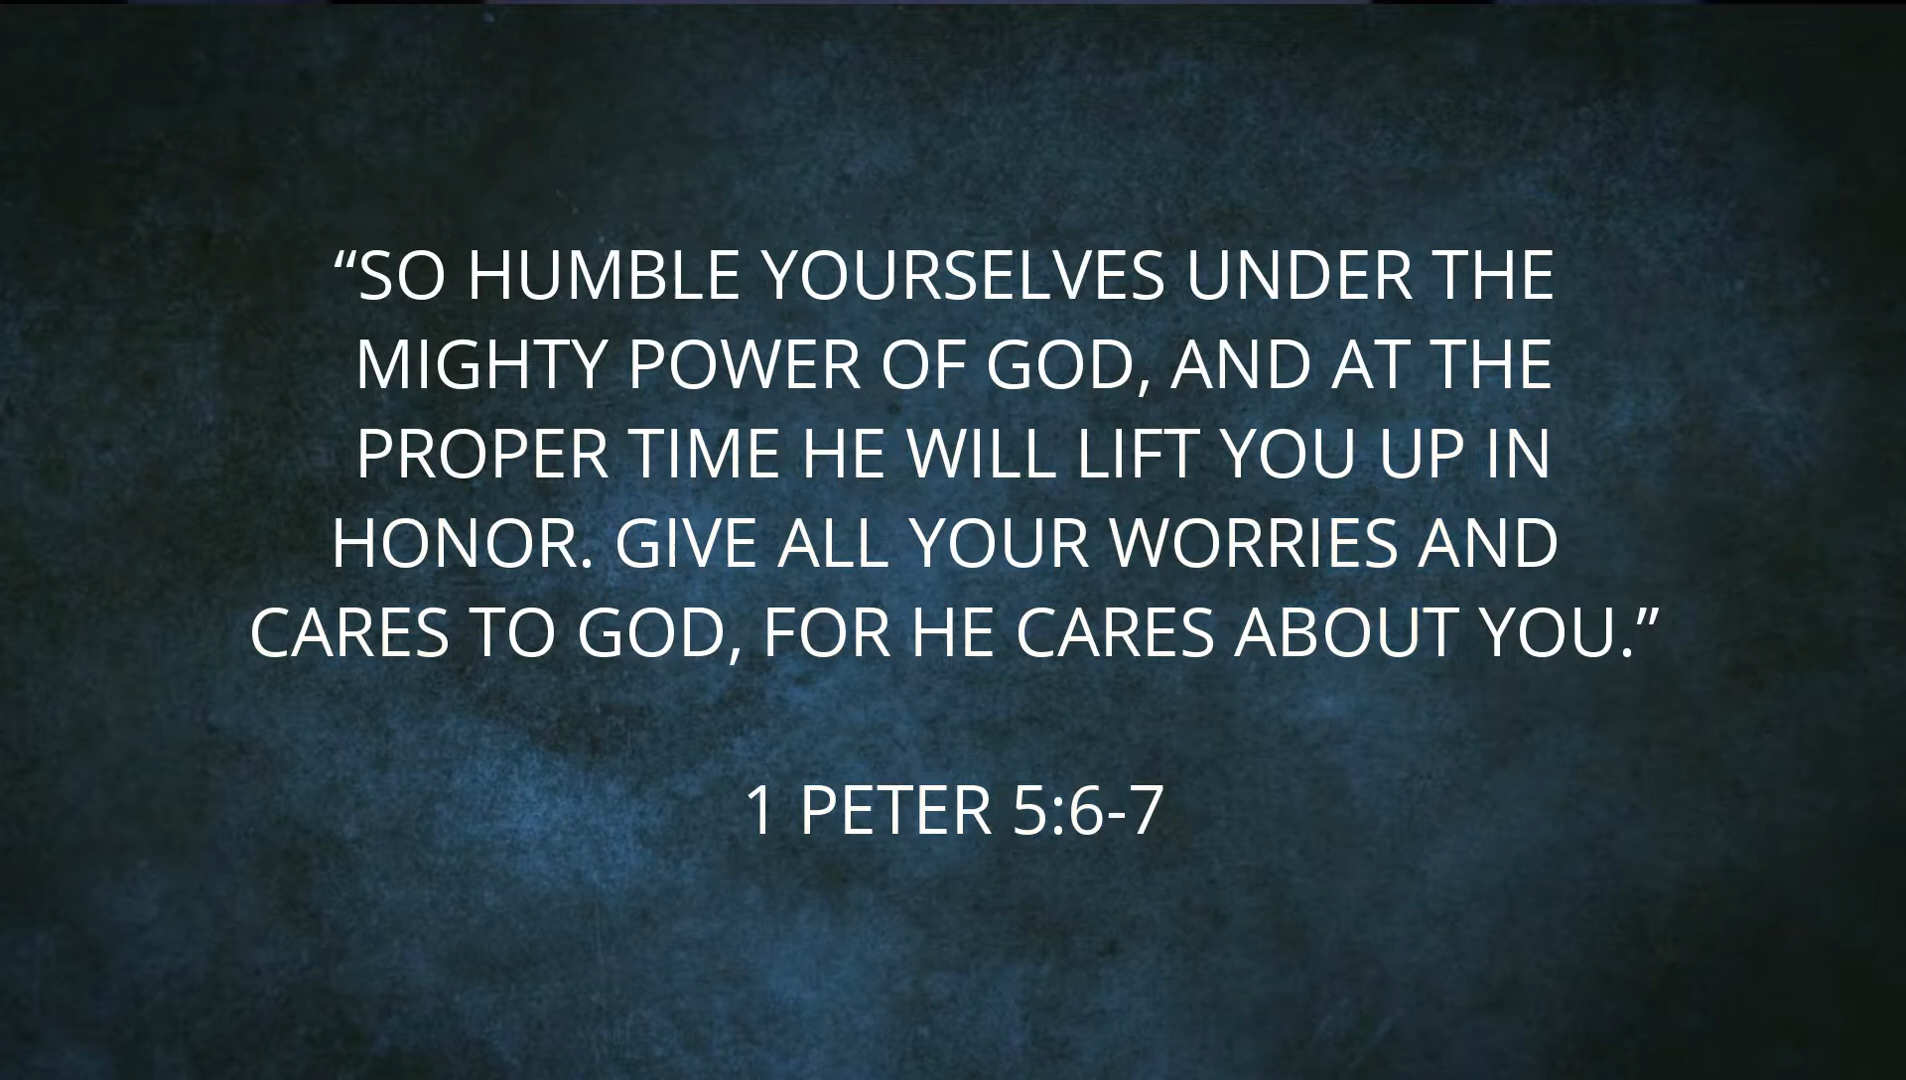 “SO HUMBLE YOURSELVES UNDER THE
MIGHTY POWER OF GOD, AND AT THE
PROPER TIME HE WILL LIFT YOU UP IN
HONOR. GIVE ALL YOUR WORRIES AND
CARES TO GOD, FOR HE CARES ABOUT YOU.”
1 PETER 5:6-7